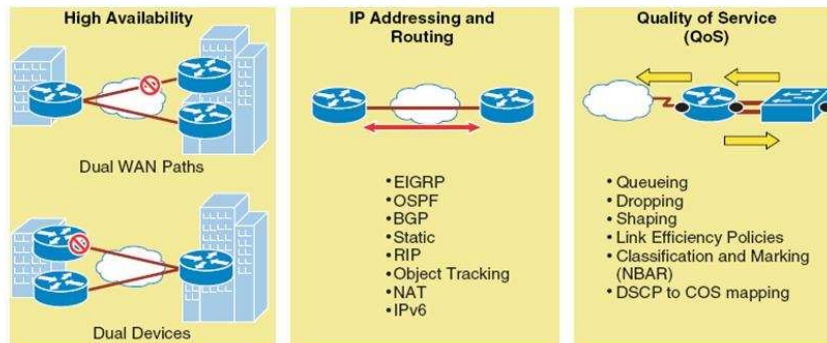 High Availability
Dual WAN Paths
Dual Devices
IP Addressing and
Routing
• EIGRP
• OSPF
• BGP
• Static
• RIP
• Object Tracking
• NAT
• IPv6
Quality of Service
(QoS)
• Queueing
• Dropping
• Shaping
• Link Efficiency Policies
• Classification and Marking
(NBAR)
• DSCP to COS mapping